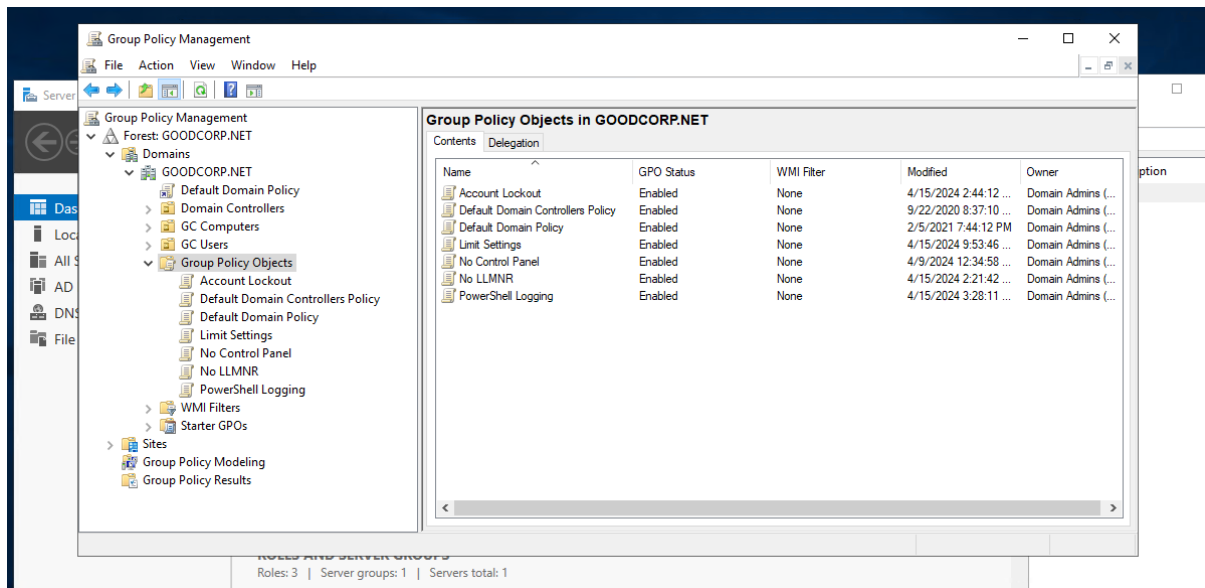 Group Policy Management
File Action View Window Help
Server
Group Policy Management
Forest: GOODCORP.NET
Domains
GOODCORP.NET
Default Domain Policy
Domain Controllers
GC Computers
GC Users
Group Policy Objects
Account Lockout
Default Domain Controllers Policy
Default Domain Policy
Limit Settings
No Control Panel
No LLMNR
PowerShell Logging
WMI Filters
Starter GPOs
Sites
Group Policy Modeling
Group Policy Results
Group Policy Objects in GOODCORP.NET
Contents Delegation
Name GPO Status WMI Filter Modified Owner
Account Lockout Enabled None 4/15/2024 2:44:12 ... Domain Admins (...
Default Domain Controllers Policy Enabled None 9/22/2020 8:37:10 ... Domain Admins (...
Default Domain Policy Enabled None 2/5/2021 7:44:12 PM Domain Admins (...
Limit Settings Enabled None 4/15/2024 9:53:46 ... Domain Admins (...
No Control Panel Enabled None 4/9/2024 12:34:58 ... Domain Admins (...
No LLMNR Enabled None 4/15/2024 2:21:42 ... Domain Admins (...
PowerShell Logging Enabled None 4/15/2024 3:28:11 ... Domain Admins (...
ption
Das
Loca
All S
AD
DNS
File
ROLES AND SERVER GROUPS
Roles: 3 | Server groups: 1 | Servers total: 1